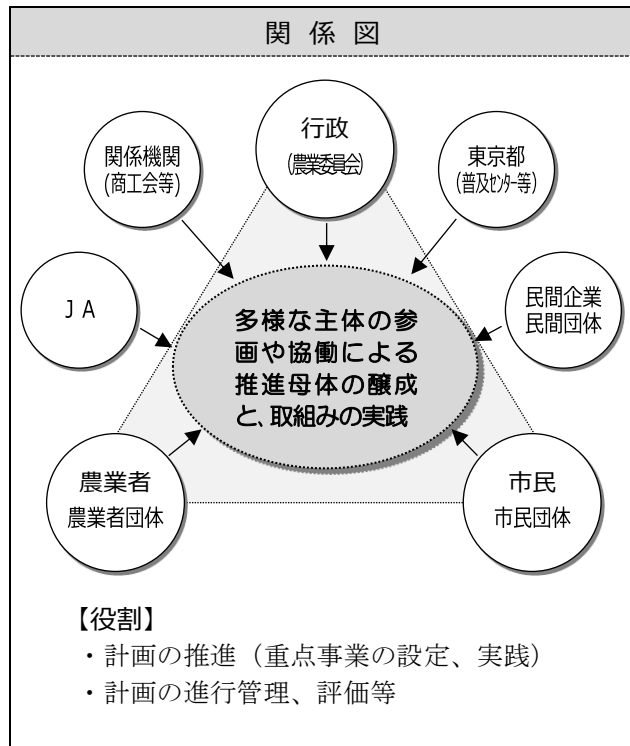 関係図
行政
(農業委員会)
関係機関
(商工会等)
東京都
(普及センター等)
JA
民間企業
民間団体
多様な主体の参
画や協働による
推進母体の醸成
と、取組みの実践
農業者
農業者団体
市民
市民団体
【役割】
・計画の推進（重点事業の設定、実践）
・計画の進行管理、評価等